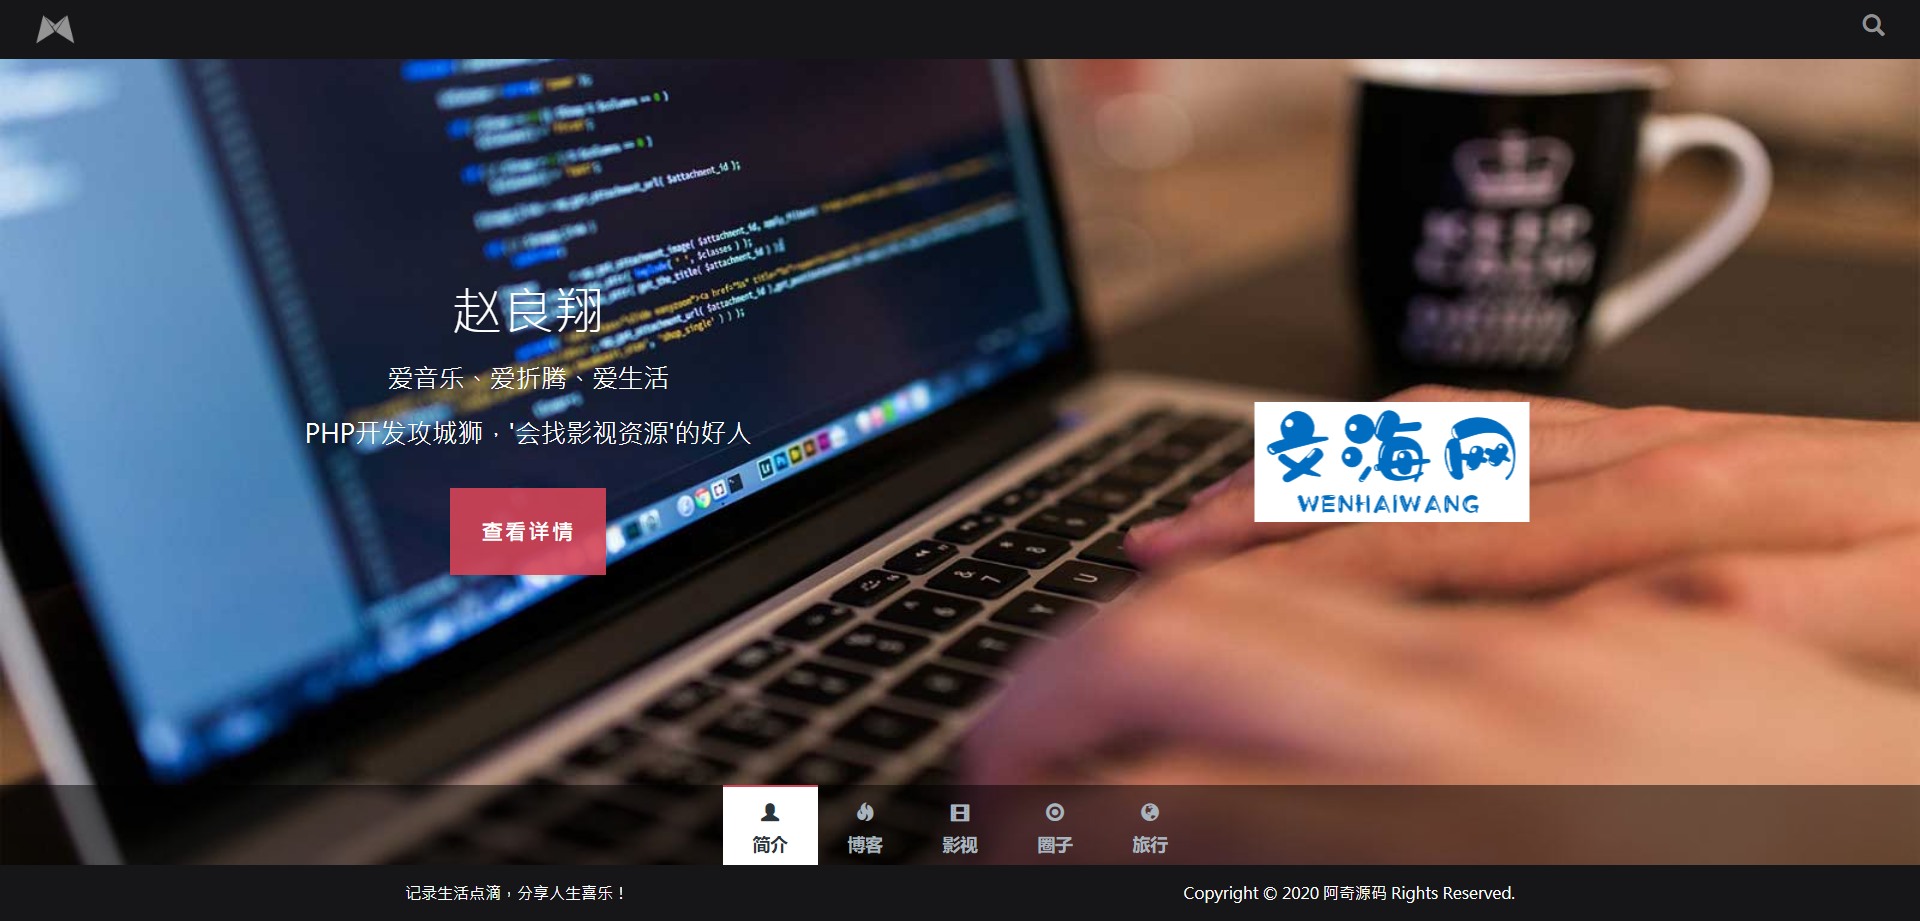 $attachment_id );
赵良翔
爱音乐、爱折腾、爱生活
PHP开发攻城狮，'会找影视资源'的好人
查看详情
文海网
WENHAIWANG
简介
博客
影视
圈子
旅行
记录生活点滴，分享人生喜乐！
Copyright © 2020 阿奇源码 Rights Reserved.